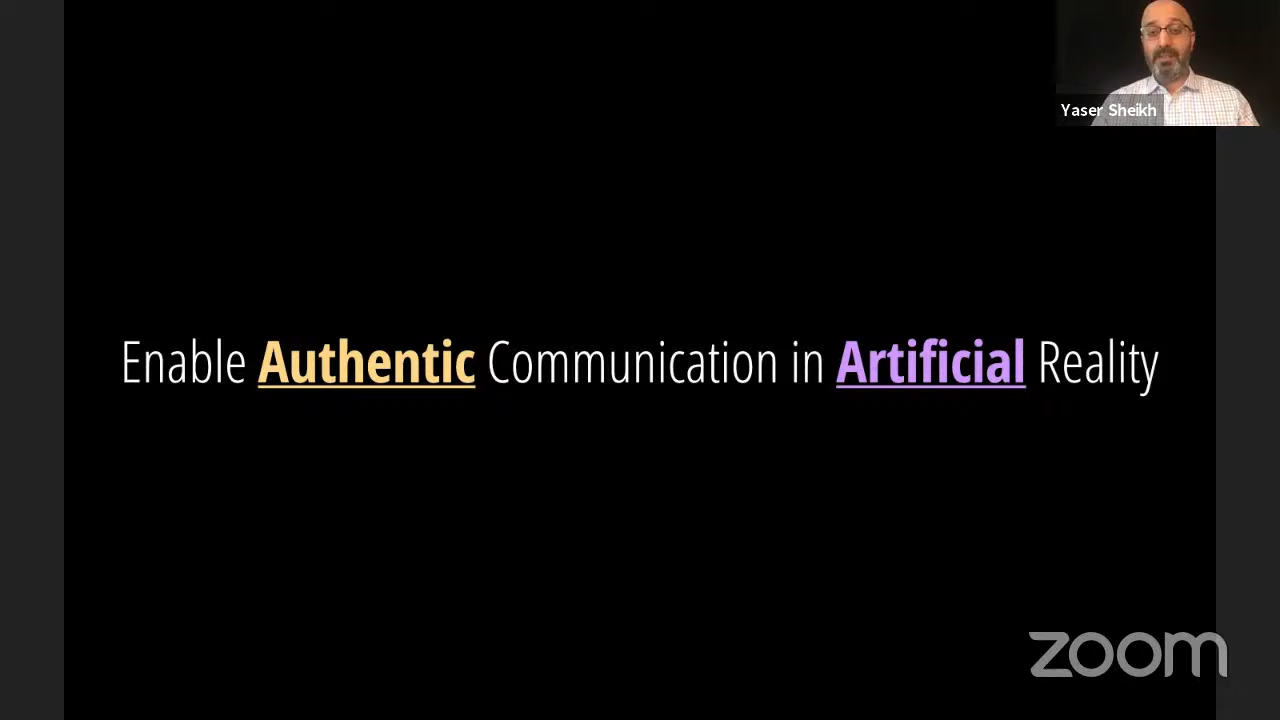 Yaser Sheikh
Enable Authentic Communication in Artificial Reality
zoom